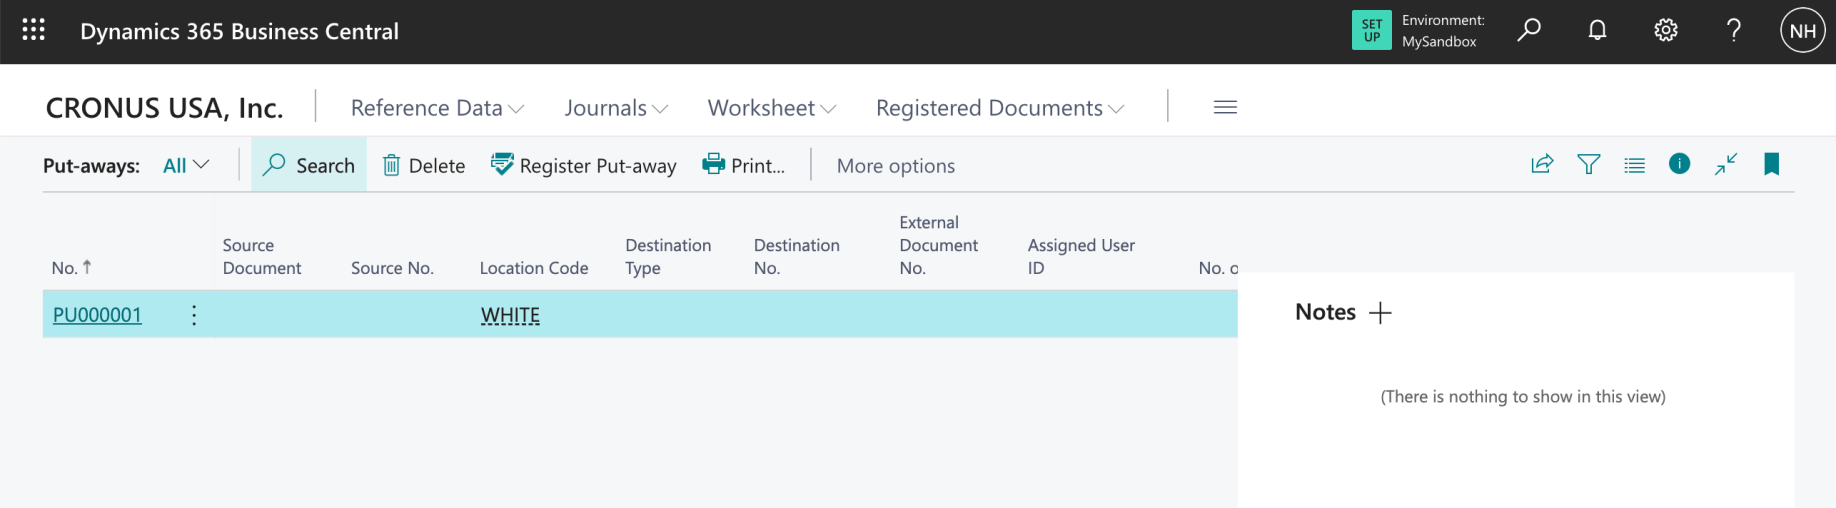 Dynamics 365 Business Central
SET UP
Environment:
MySandbox
?
NH
CRONUS USA, Inc.
Reference Data
Journals
Worksheet
Registered Documents
Put-aways:
All
Search
Delete
Register Put-away
Print...
More options
No.
Source Document
Source No.
Location Code
Destination Type
Destination No.
External Document No.
Assigned User ID
No. o
PU000001
WHITE
Notes
(There is nothing to show in this view)